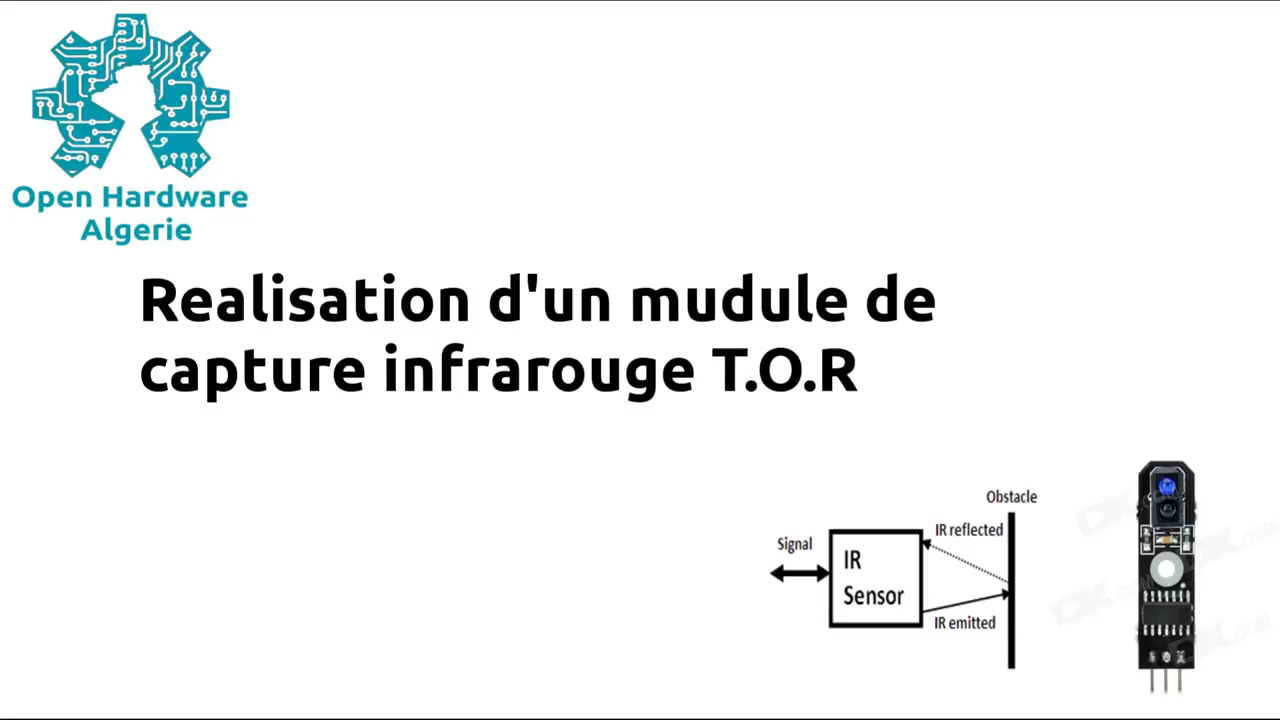 Open Hardware
Algerie
Realisation d'un mudule de
capture infrarouge T.O.R
Obstacle
IR reflected
Signal
IR
Sensor
IR emitted